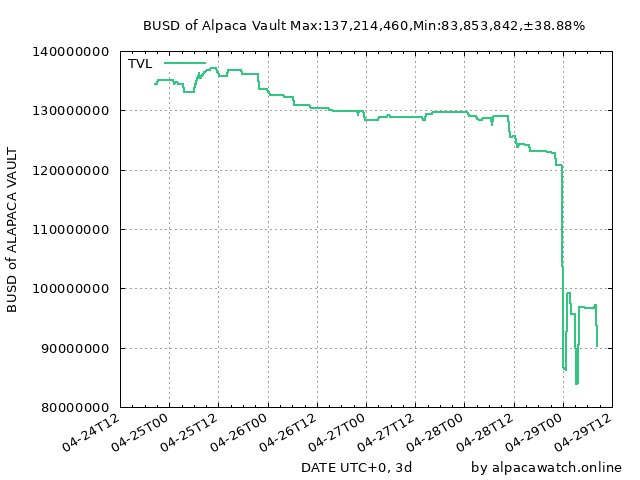 BUSD of Alpaca Vault Max:137,214,460,Min:83,853,842,±38.88%
TVL
140000000
130000000
120000000
110000000
100000000
90000000
80000000
BUSD of ALAPACA VAULT
04-24T12
04-25T00
04-25T12
04-26T00
04-26T12
04-27T00
04-27T12
04-28T00
04-28T12
04-29T00
04-29T12
DATE UTC+0, 3d
by alpacawatch.online